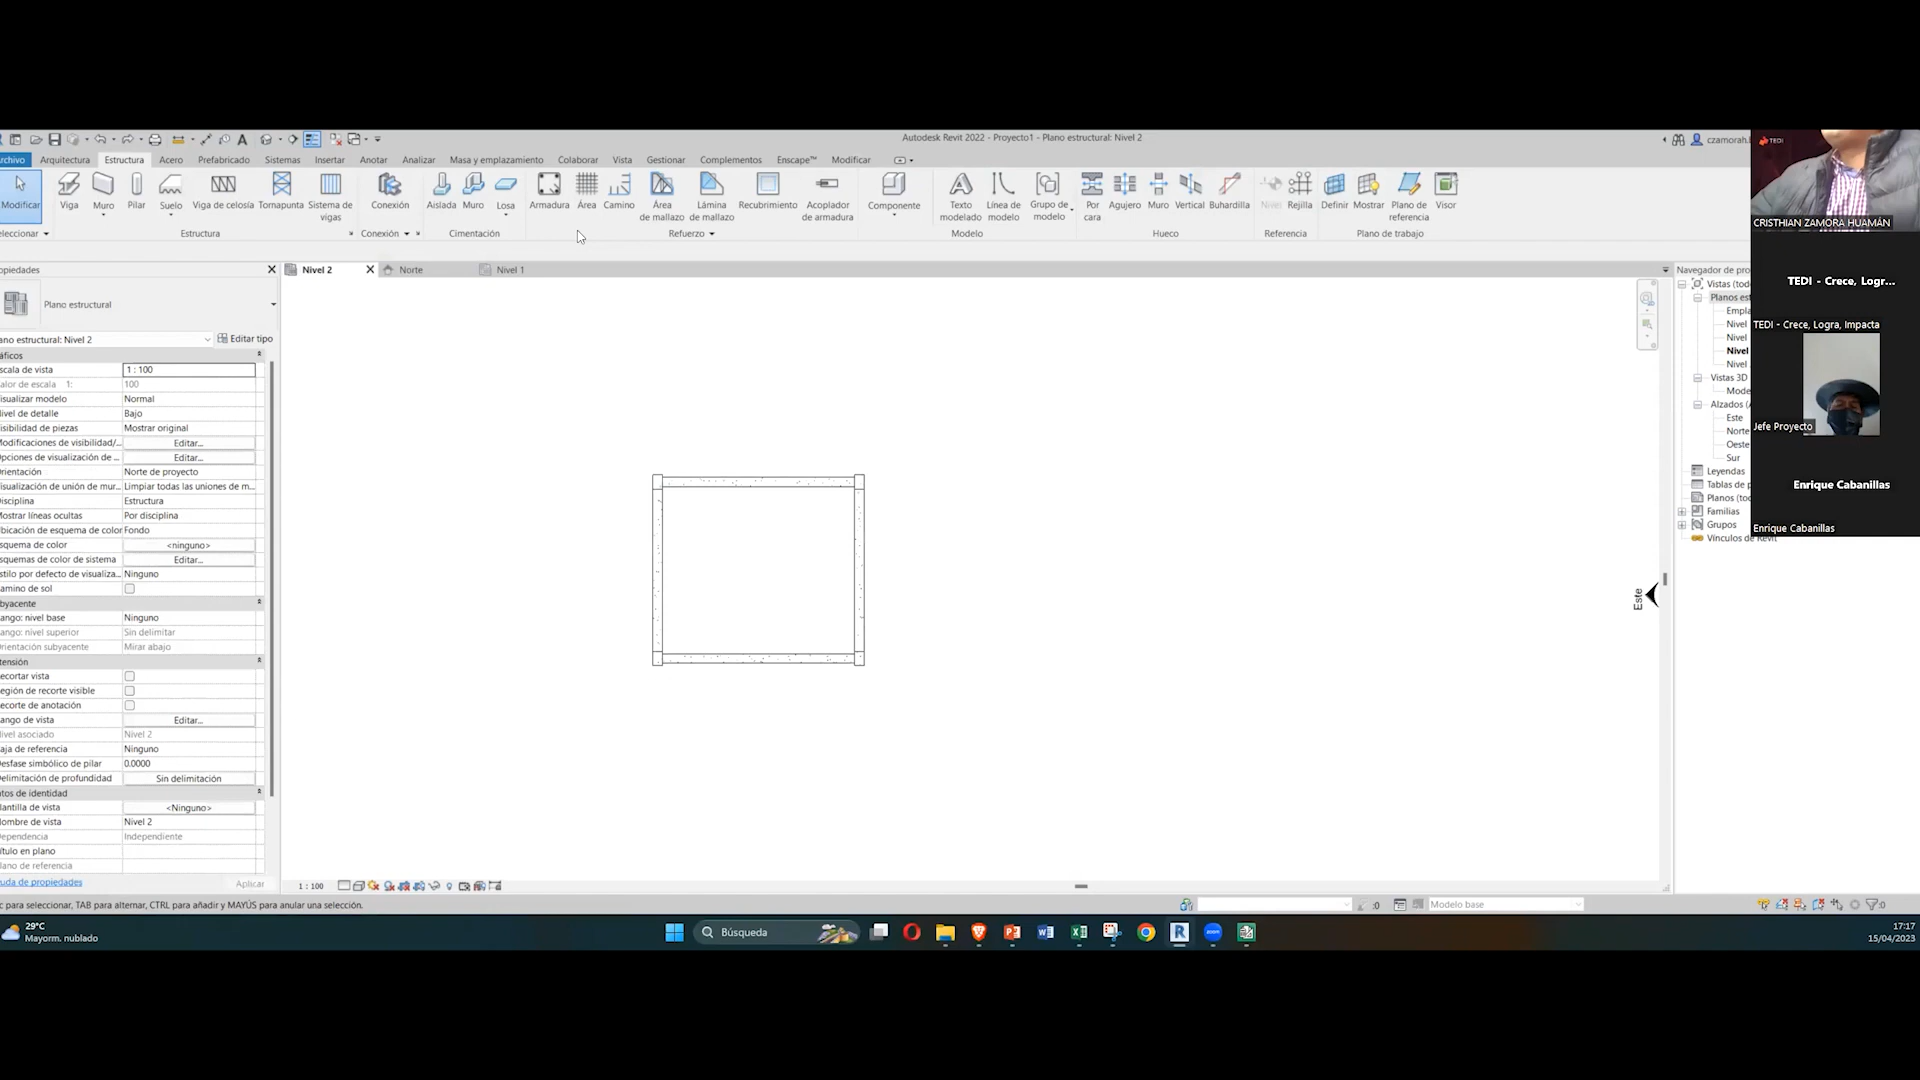 Autodesk Revit 2022 - Proyecto1 - Plano estructural: Nivel 2
czamorah.l
TEDI
rchivo Arquitectura Estructura Acero Prefabricado Sistemas Insertar Anotar Analizar Masa y emplazamiento Colaborar Vista Gestionar Complementos Enscape™ Modificar
Modificar Viga Muro Pilar Suelo Viga de celosía Tornapunta Sistema de vigas Conexión Aislada Muro Losa Armadura Área Camino Área de mallazo Lámina de mallazo Recubrimiento Acoplador de armadura Componente Texto modelado Línea de modelo Grupo de modelo Por cara Agujero Muro Vertical Buhardilla Nivel Rejilla Definir Mostrar Plano de referencia Visor
eleccionar Estructura Conexión Cimentación Refuerzo Modelo Hueco Referencia Plano de trabajo
CRISTHIAN ZAMORA HUAMÁN
TEDI - Crece, Logr...
TEDI - Crece, Logra, Impacta
Jefe Proyecto
Enrique Cabanillas
Enrique Cabanillas
opiedades
Nivel 2 Norte Nivel 1
Plano estructural
ano estructural: Nivel 2 Editar tipo
áficos
scala de vista 1 : 100
alor de escala 1: 100
isualizar modelo Normal
ivel de detalle Bajo
isibilidad de piezas Mostrar original
Modificaciones de visibilidad/... Editar...
pciones de visualización de ... Editar...
rientación Norte de proyecto
isualización de unión de mur... Limpiar todas las uniones de m...
isciplina Estructura
ostrar líneas ocultas Por disciplina
bicación de esquema de color Fondo
squema de color <ninguno>
squemas de color de sistema Editar...
stilo por defecto de visualiza... Ninguno
amino de sol
byacente
ango: nivel base Ninguno
ango: nivel superior Sin delimitar
rientación subyacente Mirar abajo
tensión
ecortar vista
egión de recorte visible
ecorte de anotación
ango de vista Editar...
ivel asociado Nivel 2
aja de referencia Ninguno
esfase simbólico de pilar 0.0000
elimitación de profundidad Sin delimitación
tos de identidad
lantilla de vista <Ninguno>
ombre de vista Nivel 2
ependencia Independiente
ítulo en plano
lano de referencia
uda de propiedades Aplicar
Este
Navegador de pro
Vistas (tod
Planos est
Empla
Nivel
Nivel
Nivel
Nivel
Vistas 3D
Mode
Alzados (A
Este
Norte
Oeste
Sur
Leyendas
Tablas de p
Planos (tod
Familias
Grupos
Vínculos de Revit
1 : 100
c para seleccionar, TAB para alternar, CTRL para añadir y MAYÚS para anular una selección.
:0 Modelo base :0
29°C
Mayorm. nublado
Búsqueda
17:17
15/04/2023